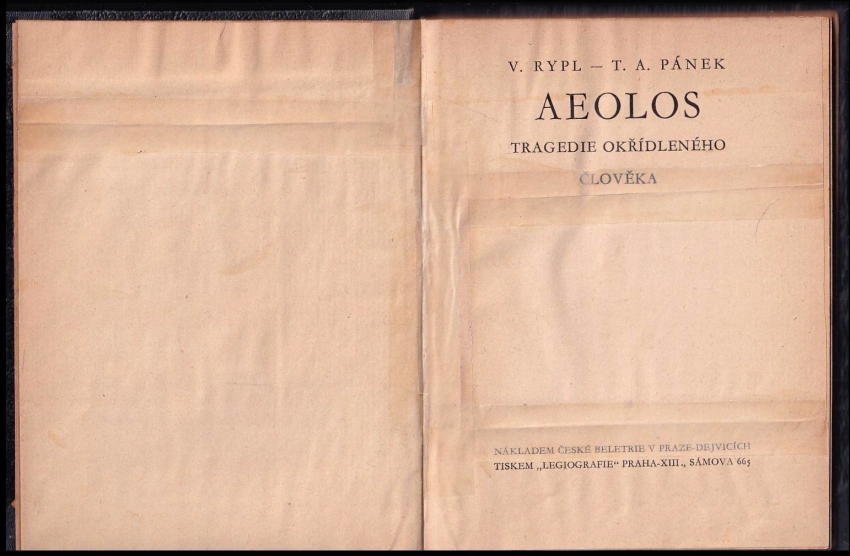 V. RYPL — T. A. PÁNEK
AEOLOS
TRAGEDIE OKŘÍDLENÉHO
ČLOVĚKA
NÁKLADEM ČESKÉ BELETRIE V PRAZE-DEJVICÍCH
TISKEM „LEGIOGRAFIE“ PRAHA-XIII., SÁMOVA 665